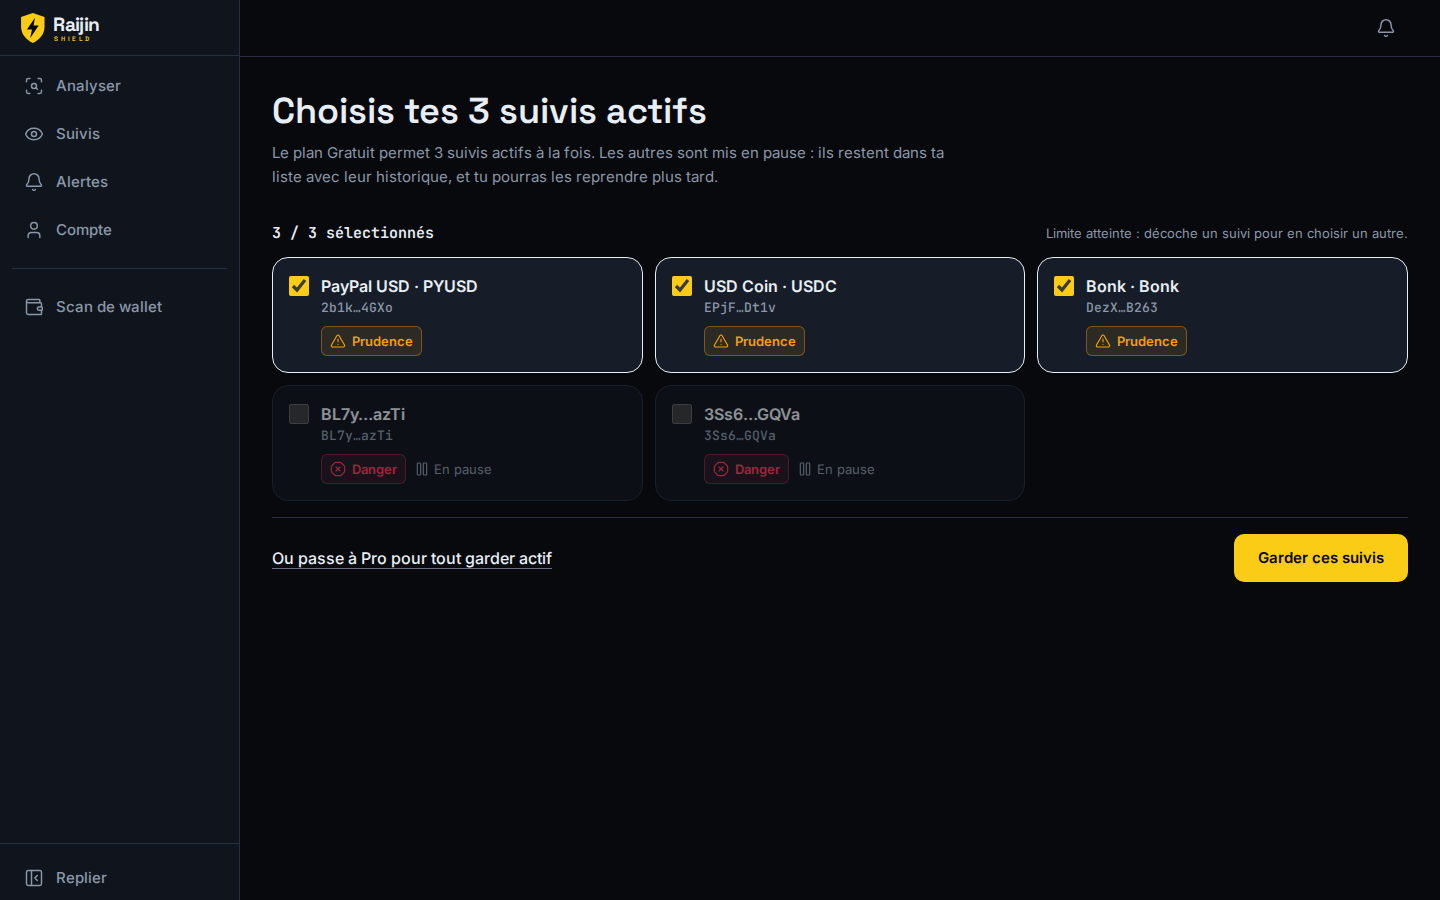 Raijin
SHIELD
Analyser
Suivis
Alertes
Compte
Scan de wallet
Replier
Choisis tes 3 suivis actifs
Le plan Gratuit permet 3 suivis actifs à la fois. Les autres sont mis en pause : ils restent dans ta
liste avec leur historique, et tu pourras les reprendre plus tard.
3 / 3 sélectionnés
Limite atteinte : décoche un suivi pour en choisir un autre.
PayPal USD · PYUSD
2b1k…4GXo
Prudence
USD Coin · USDC
EPjF…Dt1v
Prudence
Bonk · Bonk
DezX…B263
Prudence
BL7y…azTi
BL7y…azTi
Danger
En pause
3Ss6…GQVa
3Ss6…GQVa
Danger
En pause
Ou passe à Pro pour tout garder actif
Garder ces suivis